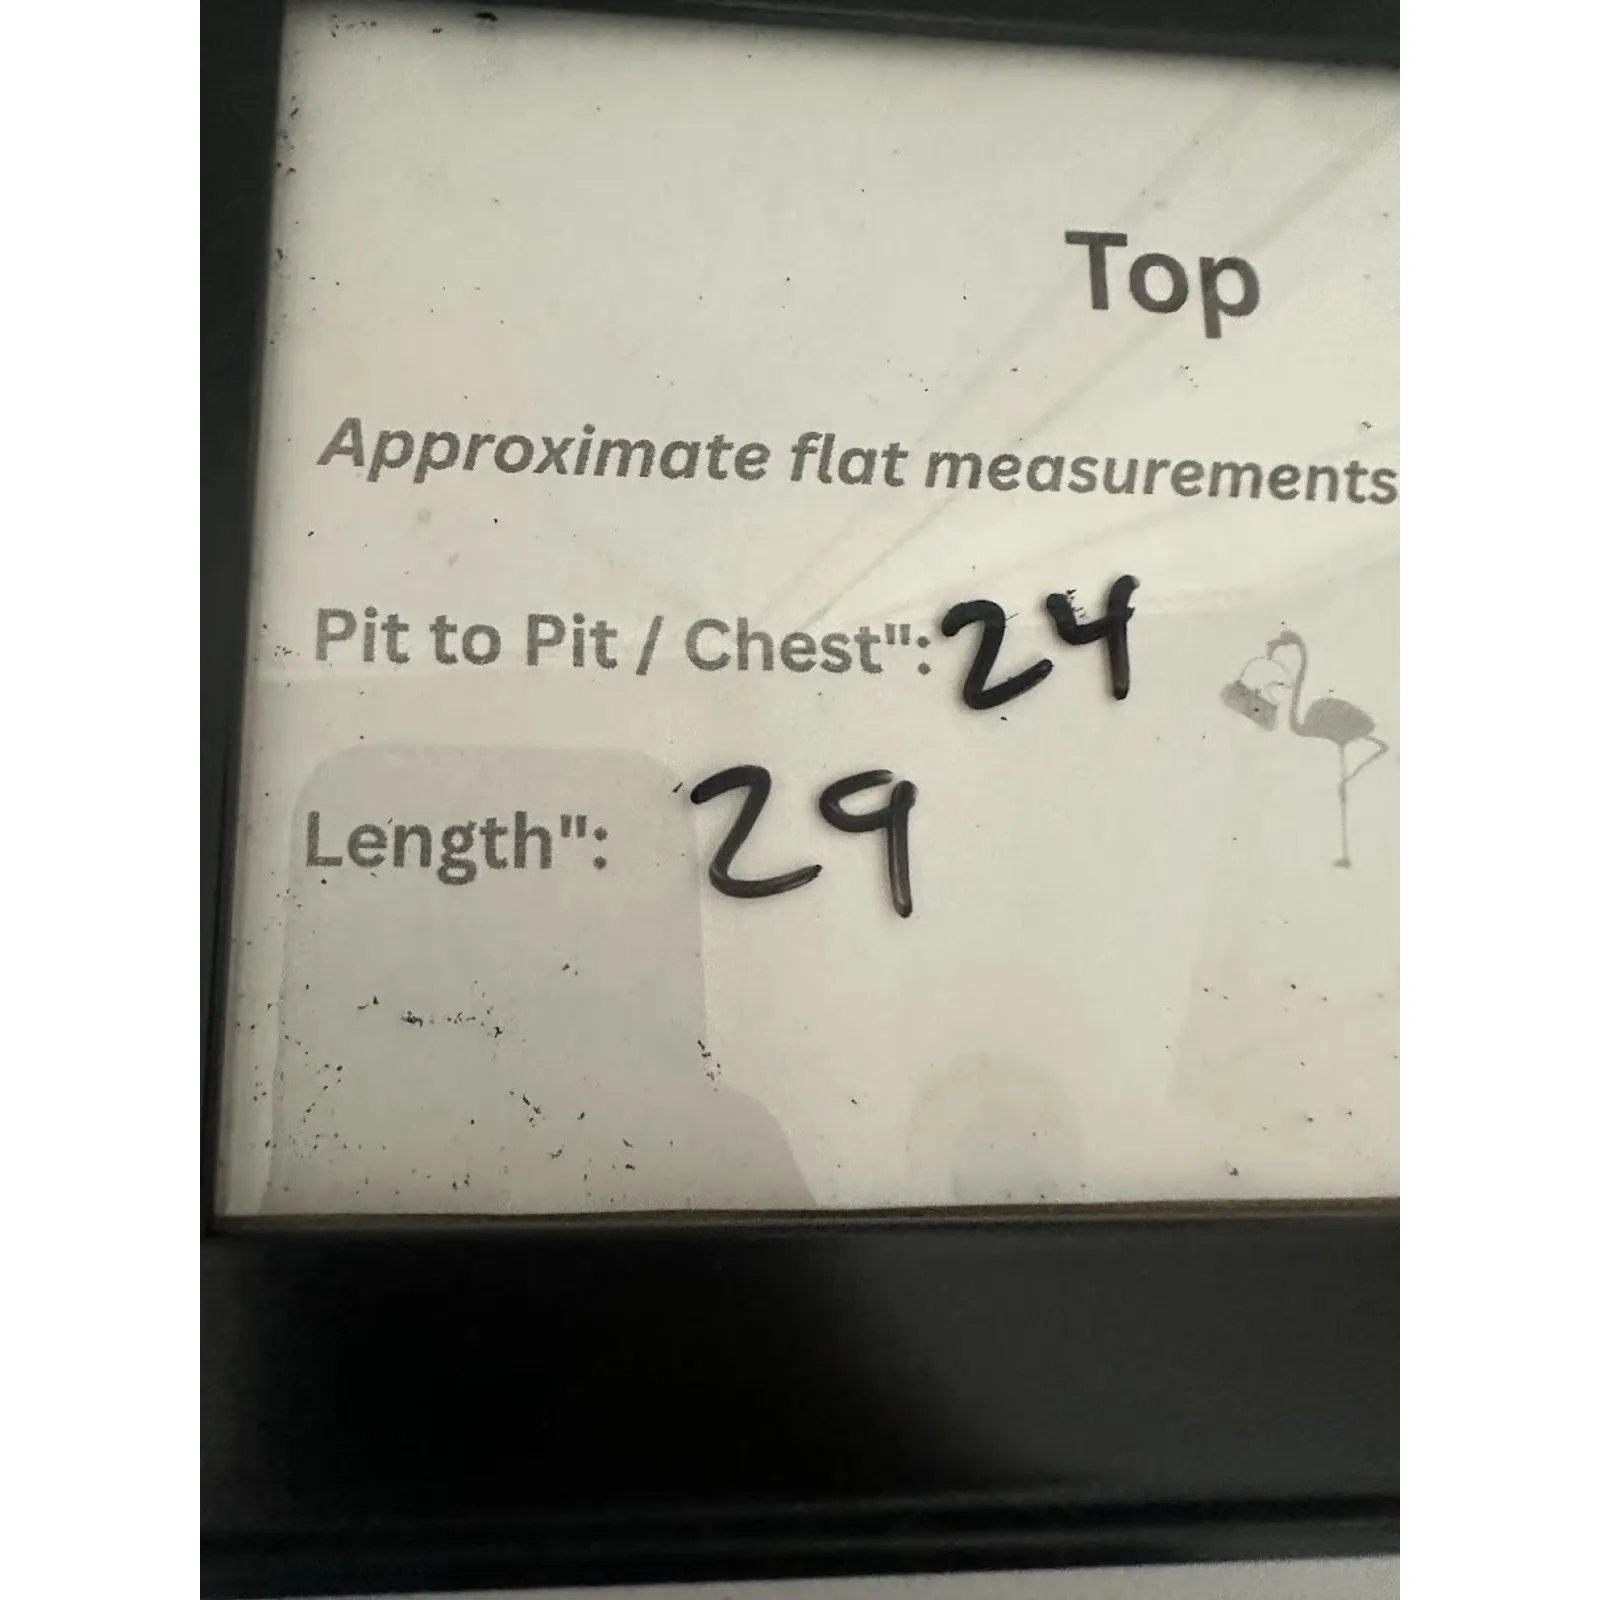 Top
Approximate flat measurements
Pit to Pit / Chest": 24
Length": 29